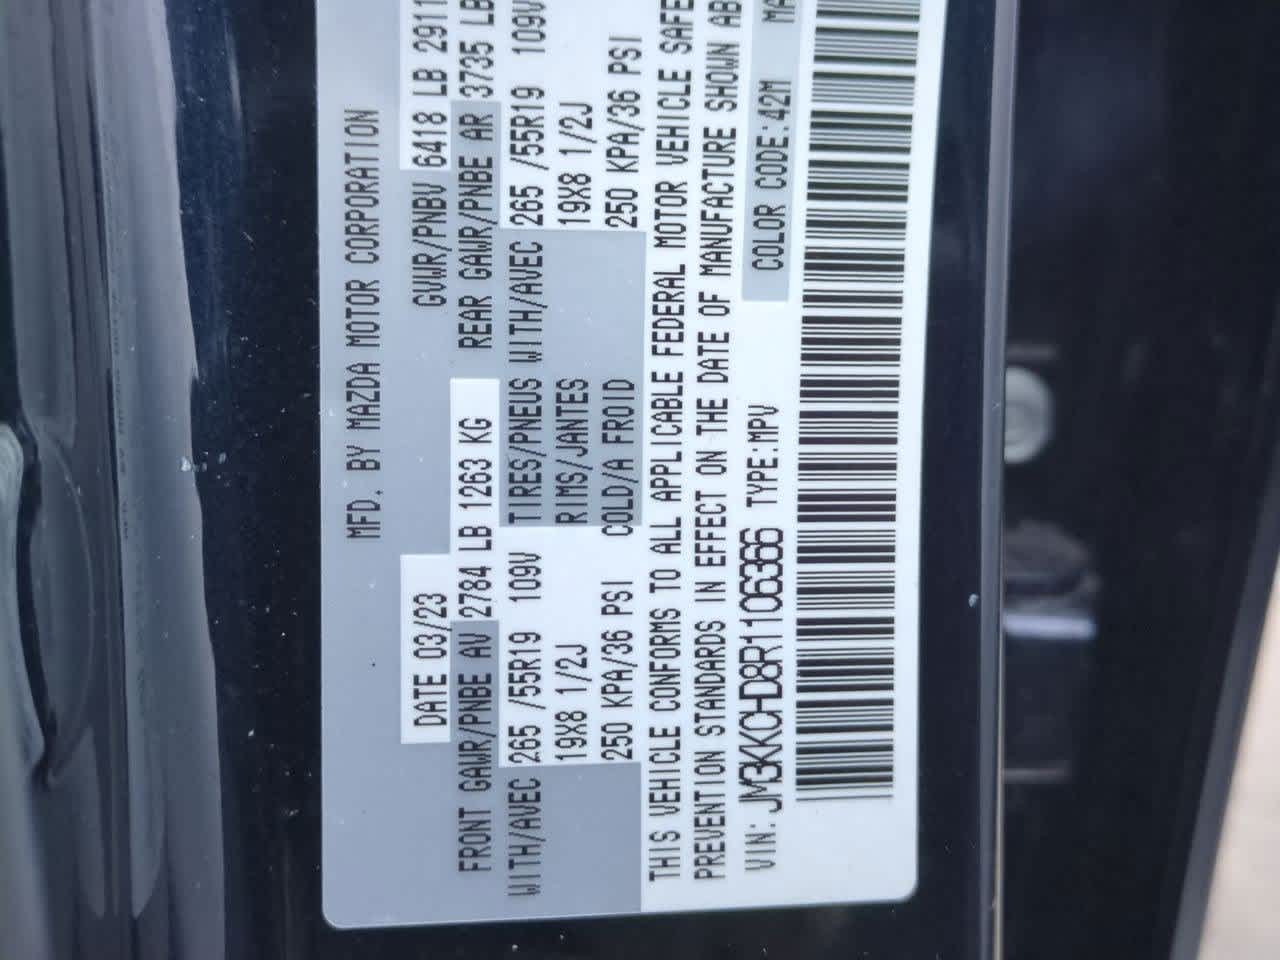 MFD. BY MAZDA MOTOR CORPORATION
DATE 03/23 GVWR/PNBV 6418 LB 2911
FRONT GAWR/PNBE AV 2784 LB 1263 KG REAR GAWR/PNBE AR 3735 LB
WITH/AVEC 265 /55R19 109V TIRES/PNEUS WITH/AVEC 265 /55R19 109V
19X8 1/2J RIMS/JANTES 19X8 1/2J
250 KPA/36 PSI COLD/A FROID 250 KPA/36 PSI
THIS VEHICLE CONFORMS TO ALL APPLICABLE FEDERAL MOTOR VEHICLE SAFE
PREVENTION STANDARDS IN EFFECT ON THE DATE OF MANUFACTURE SHOWN AB
VIN: JM3KKCHD8R1106366 TYPE:MPV COLOR CODE:42M MA